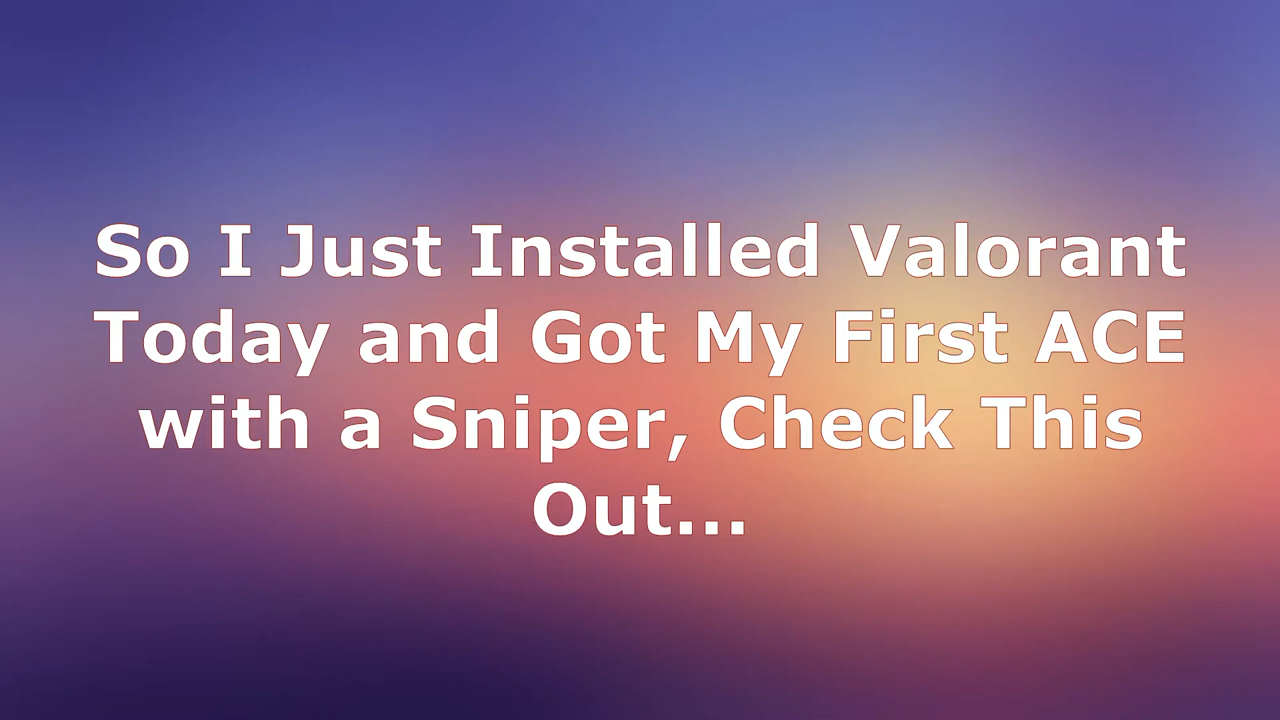 So I Just Installed Valorant
Today and Got My First ACE
with a Sniper, Check This
Out...